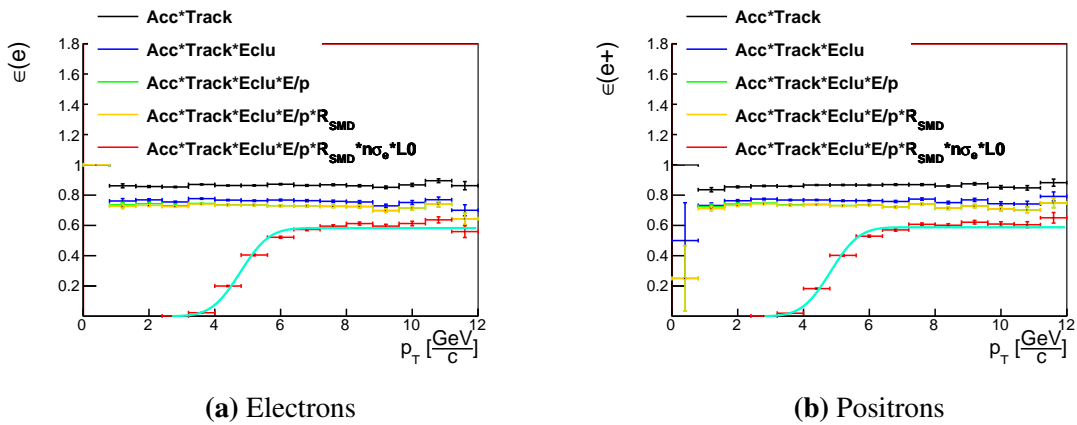 Acc*Track
Acc*Track*Eclu
Acc*Track*Eclu*E/p
Acc*Track*Eclu*E/p*R_SMD
Acc*Track*Eclu*E/p*R_SMD*nσ_e*L0
∈(e)
1.8
1.6
1.4
1.2
1
0.8
0.6
0.4
0.2
0 2 4 6 8 10 12
p_T [GeV/c]
(a) Electrons
Acc*Track
Acc*Track*Eclu
Acc*Track*Eclu*E/p
Acc*Track*Eclu*E/p*R_SMD
Acc*Track*Eclu*E/p*R_SMD*nσ_e*L0
∈(e+)
1.8
1.6
1.4
1.2
1
0.8
0.6
0.4
0.2
0 2 4 6 8 10 12
p_T [GeV/c]
(b) Positrons